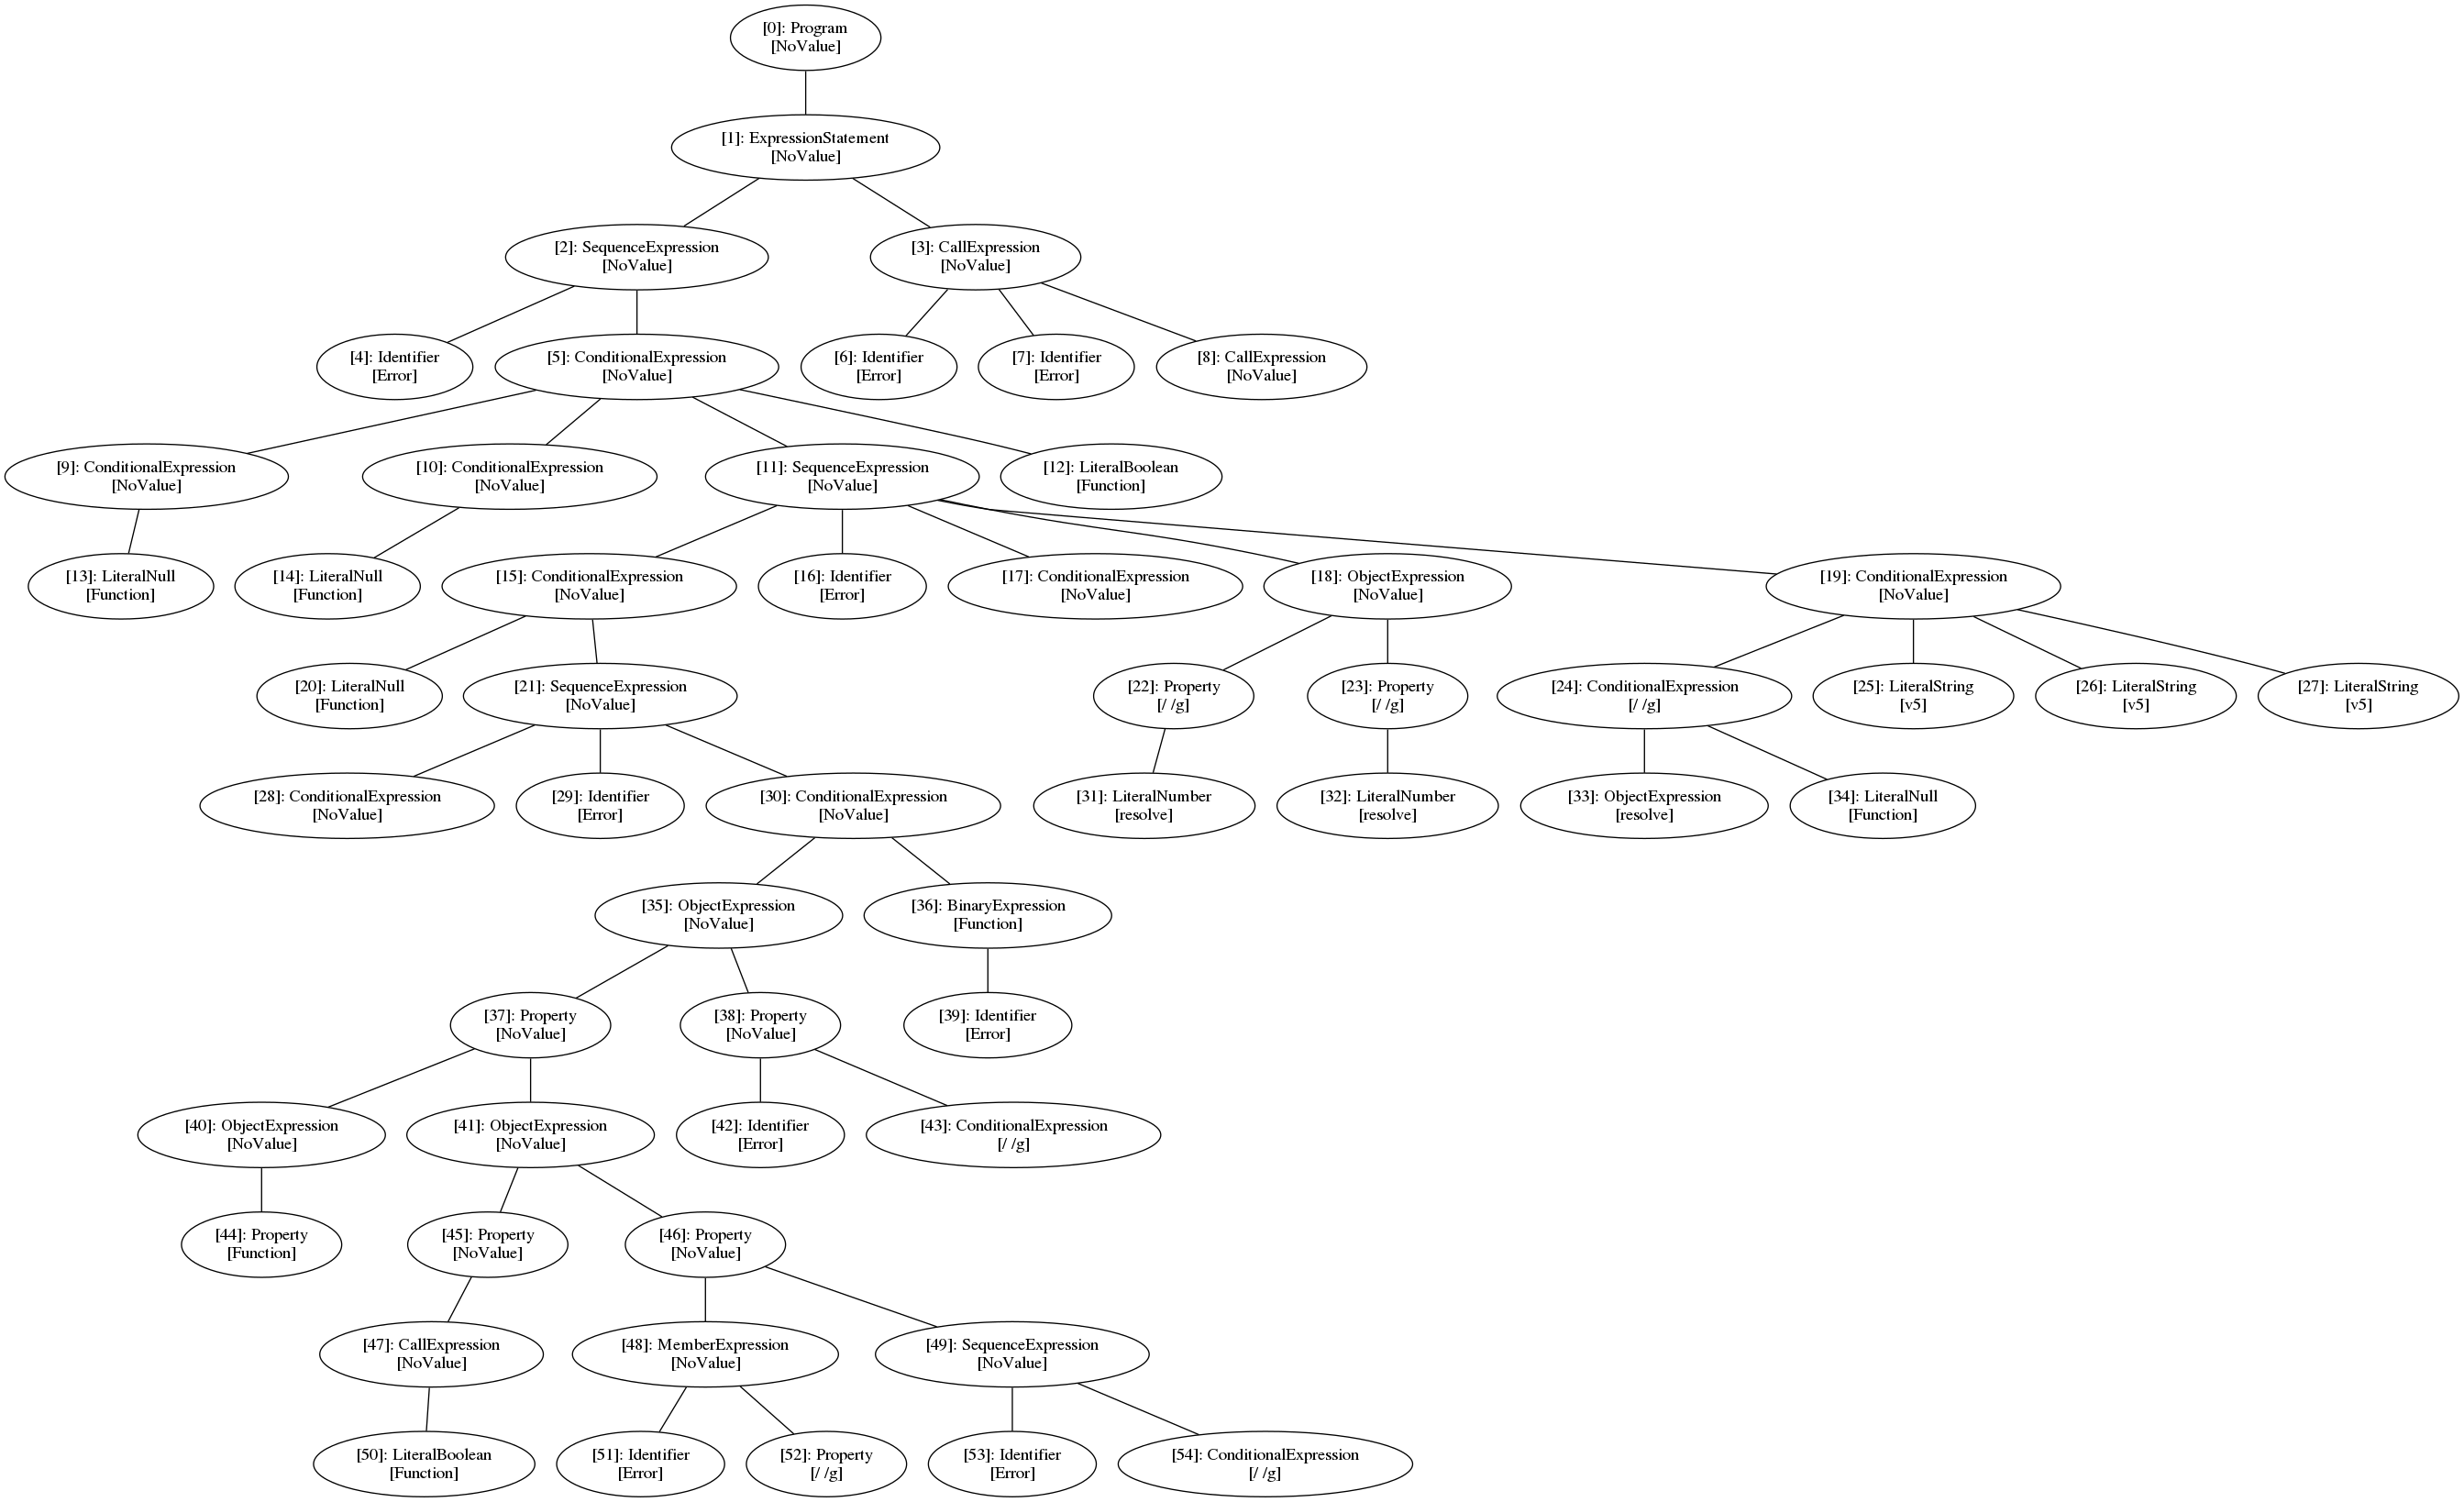 [0]: Program
[NoValue]
[1]: ExpressionStatement
[NoValue]
[2]: SequenceExpression
[NoValue]
[3]: CallExpression
[NoValue]
[4]: Identifier
[Error]
[5]: ConditionalExpression
[NoValue]
[6]: Identifier
[Error]
[7]: Identifier
[Error]
[8]: CallExpression
[NoValue]
[9]: ConditionalExpression
[NoValue]
[10]: ConditionalExpression
[NoValue]
[11]: SequenceExpression
[NoValue]
[12]: LiteralBoolean
[Function]
[13]: LiteralNull
[Function]
[14]: LiteralNull
[Function]
[15]: ConditionalExpression
[NoValue]
[16]: Identifier
[Error]
[17]: ConditionalExpression
[NoValue]
[18]: ObjectExpression
[NoValue]
[19]: ConditionalExpression
[NoValue]
[20]: LiteralNull
[Function]
[21]: SequenceExpression
[NoValue]
[22]: Property
[/ /g]
[23]: Property
[/ /g]
[24]: ConditionalExpression
[/ /g]
[25]: LiteralString
[v5]
[26]: LiteralString
[v5]
[27]: LiteralString
[v5]
[28]: ConditionalExpression
[NoValue]
[29]: Identifier
[Error]
[30]: ConditionalExpression
[NoValue]
[31]: LiteralNumber
[resolve]
[32]: LiteralNumber
[resolve]
[33]: ObjectExpression
[resolve]
[34]: LiteralNull
[Function]
[35]: ObjectExpression
[NoValue]
[36]: BinaryExpression
[Function]
[37]: Property
[NoValue]
[38]: Property
[NoValue]
[39]: Identifier
[Error]
[40]: ObjectExpression
[NoValue]
[41]: ObjectExpression
[NoValue]
[42]: Identifier
[Error]
[43]: ConditionalExpression
[/ /g]
[44]: Property
[Function]
[45]: Property
[NoValue]
[46]: Property
[NoValue]
[47]: CallExpression
[NoValue]
[48]: MemberExpression
[NoValue]
[49]: SequenceExpression
[NoValue]
[50]: LiteralBoolean
[Function]
[51]: Identifier
[Error]
[52]: Property
[/ /g]
[53]: Identifier
[Error]
[54]: ConditionalExpression
[/ /g]